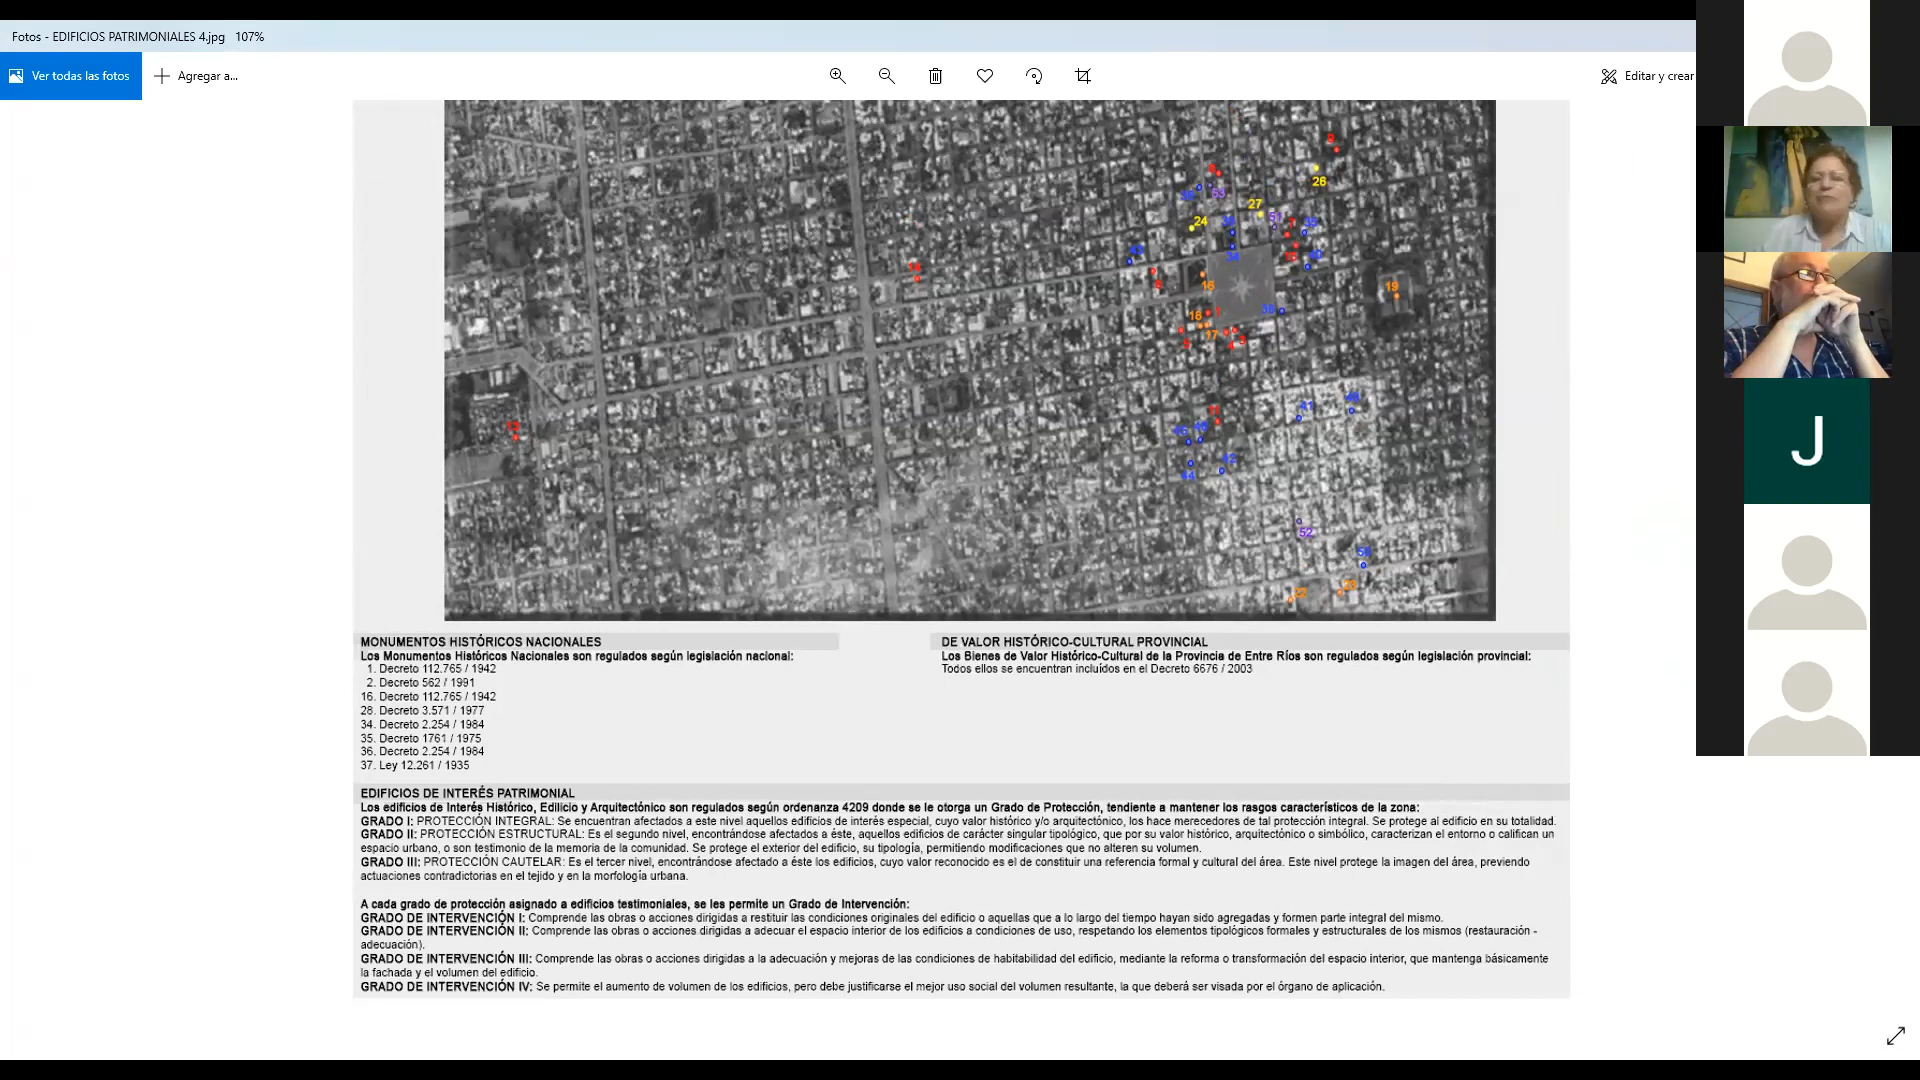 Fotos - EDIFICIOS PATRIMONIALES 4.jpg   107%
Ver todas las fotos
Agregar a...
Editar y crear
26
53
27
24
51
34
16
19
18
17
38
41
42
44
52
J
MONUMENTOS HISTÓRICOS NACIONALES
Los Monumentos Históricos Nacionales son regulados según legislación nacional:
1. Decreto 112.765 / 1942
2. Decreto 562 / 1991
16. Decreto 112.765 / 1942
28. Decreto 3.571 / 1977
34. Decreto 2.254 / 1984
35. Decreto 1761 / 1975
36. Decreto 2.254 / 1984
37. Ley 12.261 / 1935
DE VALOR HISTÓRICO-CULTURAL PROVINCIAL
Los Bienes de Valor Histórico-Cultural de la Provincia de Entre Ríos son regulados según legislación provincial:
Todos ellos se encuentran incluídos en el Decreto 6676 / 2003
EDIFICIOS DE INTERÉS PATRIMONIAL
Los edificios de Interés Histórico, Edilicio y Arquitectónico son regulados según ordenanza 4209 donde se le otorga un Grado de Protección, tendiente a mantener los rasgos característicos de la zona:
GRADO I: PROTECCIÓN INTEGRAL: Se encuentran afectados a este nivel aquellos edificios de interés especial, cuyo valor histórico y/o arquitectónico, los hace merecedores de tal protección integral. Se protege al edificio en su totalidad.
GRADO II: PROTECCIÓN ESTRUCTURAL: Es el segundo nivel, encontrándose afectados a éste, aquellos edificios de carácter singular tipológico, que por su valor histórico, arquitectónico o simbólico, caracterizan el entorno o califican un
espacio urbano, o son testimonio de la memoria de la comunidad. Se protege el exterior del edificio, su tipología, permitiendo modificaciones que no alteren su volumen.
GRADO III: PROTECCIÓN CAUTELAR: Es el tercer nivel, encontrándose afectado a éste los edificios, cuyo valor reconocido es el de constituir una referencia formal y cultural del área. Este nivel protege la imagen del área, previendo
actuaciones contradictorias en el tejido y en la morfología urbana.
A cada grado de protección asignado a edificios testimoniales, se les permite un Grado de Intervención:
GRADO DE INTERVENCIÓN I: Comprende las obras o acciones dirigidas a restituir las condiciones originales del edificio o aquellas que a lo largo del tiempo hayan sido agregadas y formen parte integral del mismo.
GRADO DE INTERVENCIÓN II: Comprende las obras o acciones dirigidas a adecuar el espacio interior de los edificios a condiciones de uso, respetando los elementos tipológicos formales y estructurales de los mismos (restauración -
adecuación).
GRADO DE INTERVENCIÓN III: Comprende las obras o acciones dirigidas a la adecuación y mejoras de las condiciones de habitabilidad del edificio, mediante la reforma o transformación del espacio interior, que mantenga básicamente
la fachada y el volumen del edificio.
GRADO DE INTERVENCIÓN IV: Se permite el aumento de volumen de los edificios, pero debe justificarse el mejor uso social del volumen resultante, la que deberá ser visada por el órgano de aplicación.